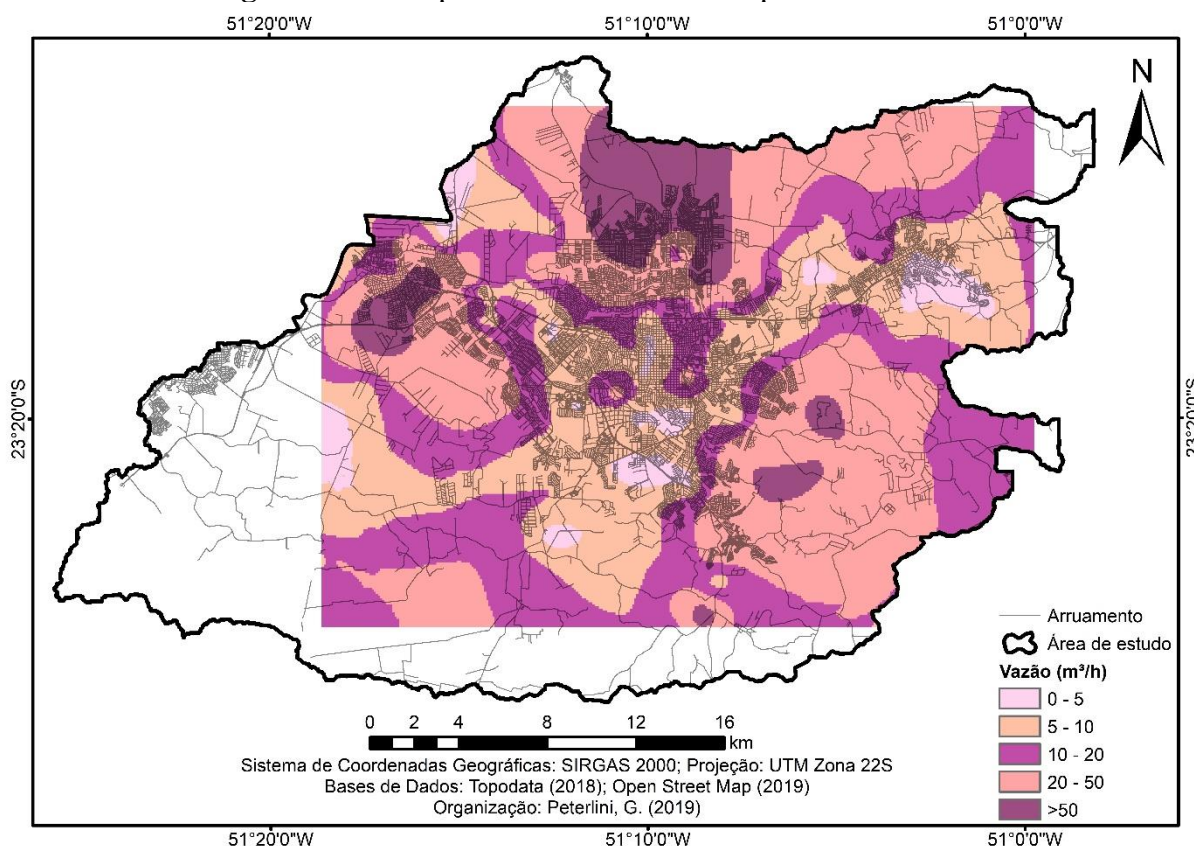 51°20'0"W
51°10'0"W
51°0'0"W
N
23°20'0"S
23°20'0"S
Arruamento
Área de estudo
Vazão (m³/h)
0 - 5
5 - 10
10 - 20
20 - 50
>50
0 2 4 8 12 16
km
Sistema de Coordenadas Geográficas: SIRGAS 2000; Projeção: UTM Zona 22S
Bases de Dados: Topodata (2018); Open Street Map (2019)
Organização: Peterlini, G. (2019)
51°20'0"W
51°10'0"W
51°0'0"W